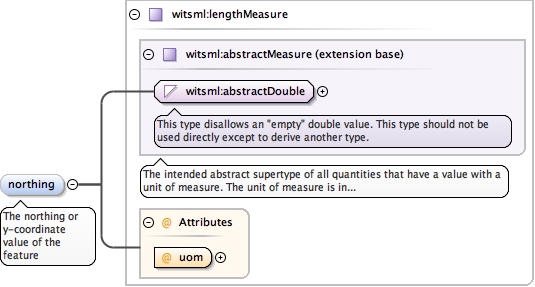 witsml:lengthMeasure
witsml:abstractMeasure (extension base)
witsml:abstractDouble
This type disallows an "empty" double value. This type should not be
used directly except to derive another type.
The intended abstract supertype of all quantities that have a value with a
unit of measure. The unit of measure is in...
northing
The northing or
y-coordinate
value of the
feature
@ Attributes
@ uom